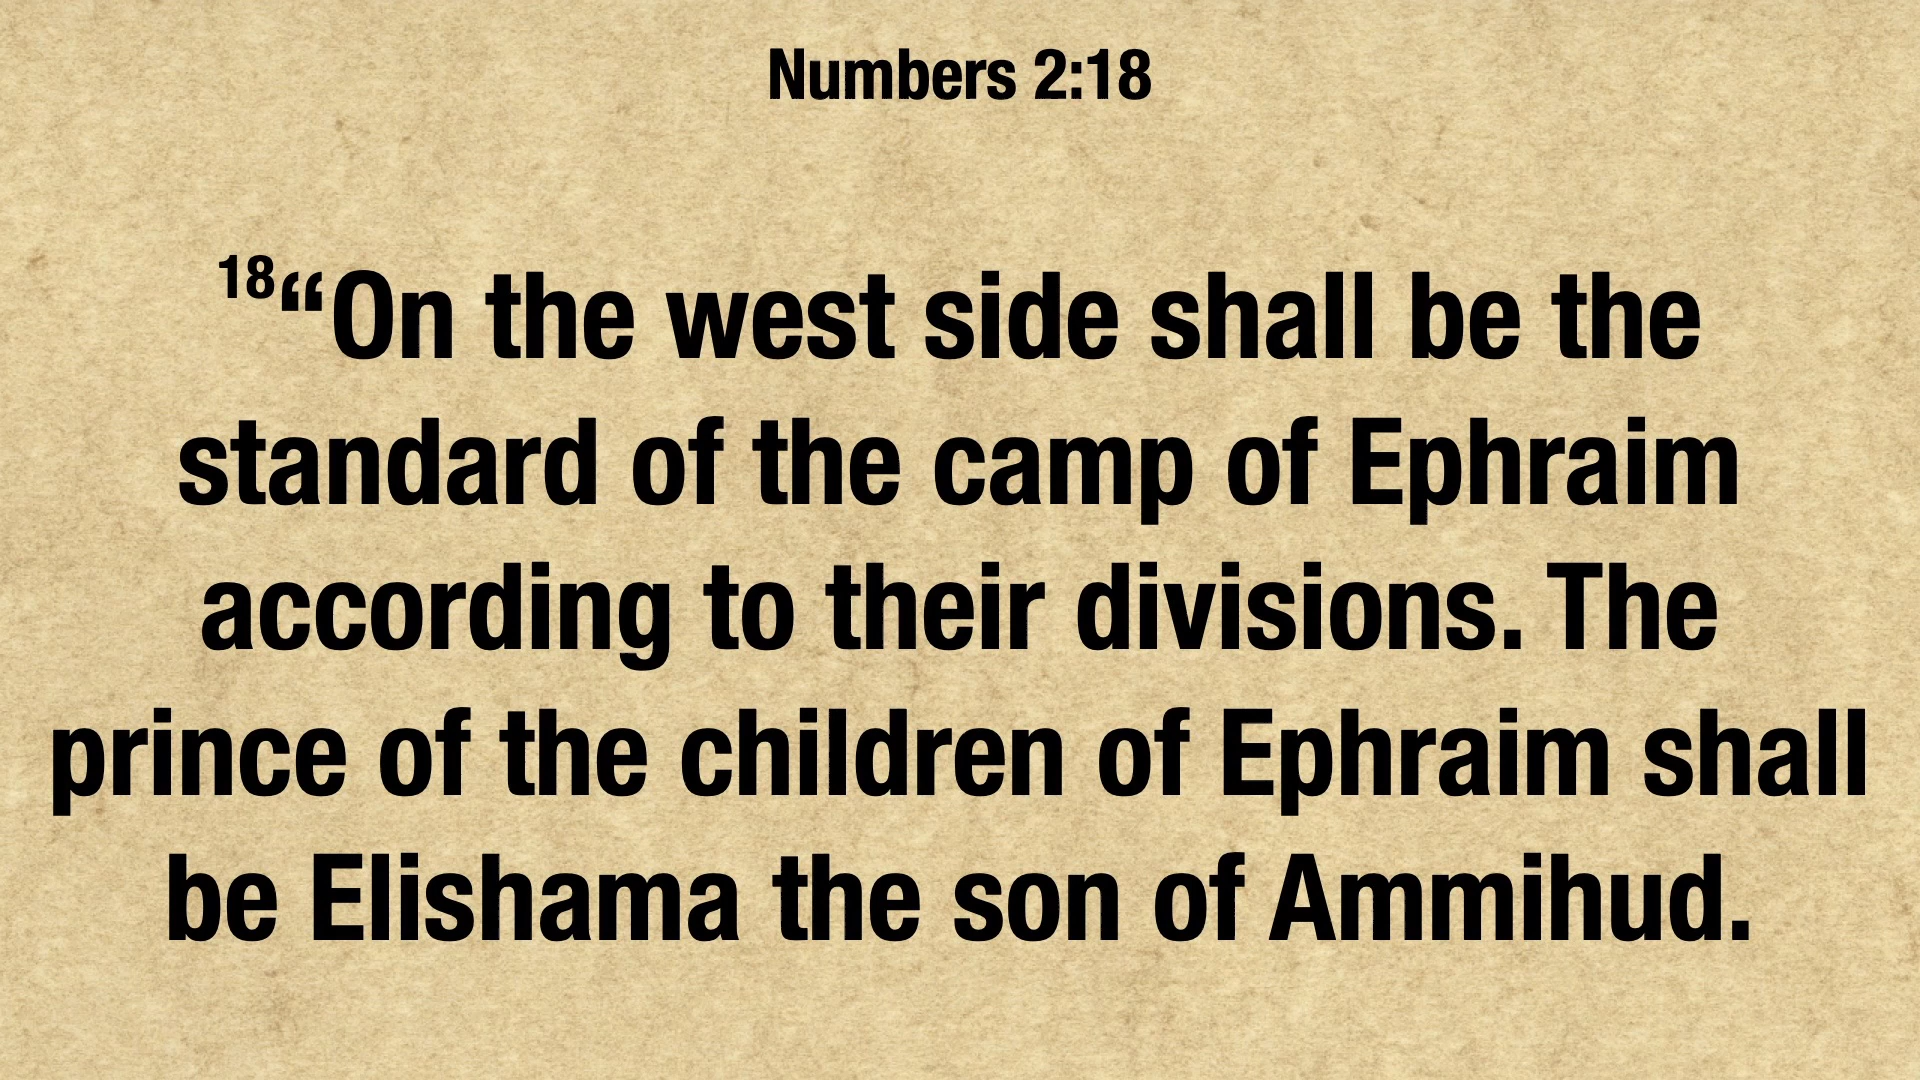 Numbers 2:18
18“On the west side shall be the
standard of the camp of Ephraim
according to their divisions. The
prince of the children of Ephraim shall
be Elishama the son of Ammihud.